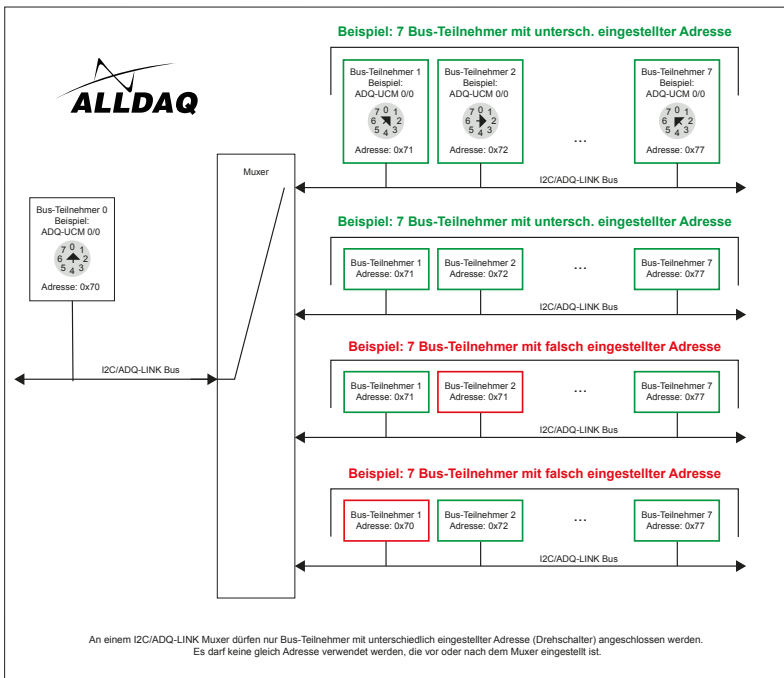 ALLDAQ
Beispiel: 7 Bus-Teilnehmer mit untersch. eingestellter Adresse
Bus-Teilnehmer 1
Beispiel:
ADQ-UCM 0/0
7 0 1
6 2
5 4 3
Adresse: 0x71
Bus-Teilnehmer 2
Beispiel:
ADQ-UCM 0/0
7 0 1
6 2
5 4 3
Adresse: 0x72
...
Bus-Teilnehmer 7
Beispiel:
ADQ-UCM 0/0
7 0 1
6 2
5 4 3
Adresse: 0x77
I2C/ADQ-LINK Bus
Muxer
Bus-Teilnehmer 0
Beispiel:
ADQ-UCM 0/0
7 0 1
6 2
5 4 3
Adresse: 0x70
I2C/ADQ-LINK Bus
Beispiel: 7 Bus-Teilnehmer mit untersch. eingestellter Adresse
Bus-Teilnehmer 1
Adresse: 0x71
Bus-Teilnehmer 2
Adresse: 0x72
...
Bus-Teilnehmer 7
Adresse: 0x77
I2C/ADQ-LINK Bus
Beispiel: 7 Bus-Teilnehmer mit falsch eingestellter Adresse
Bus-Teilnehmer 1
Adresse: 0x71
Bus-Teilnehmer 2
Adresse: 0x71
...
Bus-Teilnehmer 7
Adresse: 0x77
I2C/ADQ-LINK Bus
Beispiel: 7 Bus-Teilnehmer mit falsch eingestellter Adresse
Bus-Teilnehmer 1
Adresse: 0x70
Bus-Teilnehmer 2
Adresse: 0x72
...
Bus-Teilnehmer 7
Adresse: 0x77
I2C/ADQ-LINK Bus
An einem I2C/ADQ-LINK Muxer dürfen nur Bus-Teilnehmer mit unterschiedlich eingestellter Adresse (Drehschalter) angeschlossen werden.
Es darf keine gleich Adresse verwendet werden, die vor oder nach dem Muxer eingestellt ist.